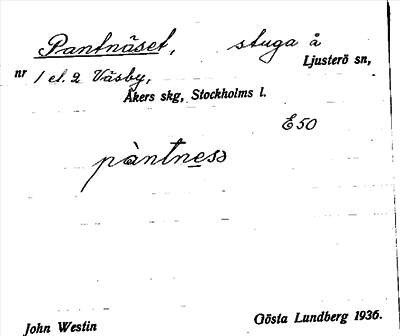 Pantnäset, stuga å
Ljusterö sn,
nr 1 el. 2 Väsby,
Åkers skg, Stockholms l.
E50
pàntness
John Westin
Gösta Lundberg 1936.